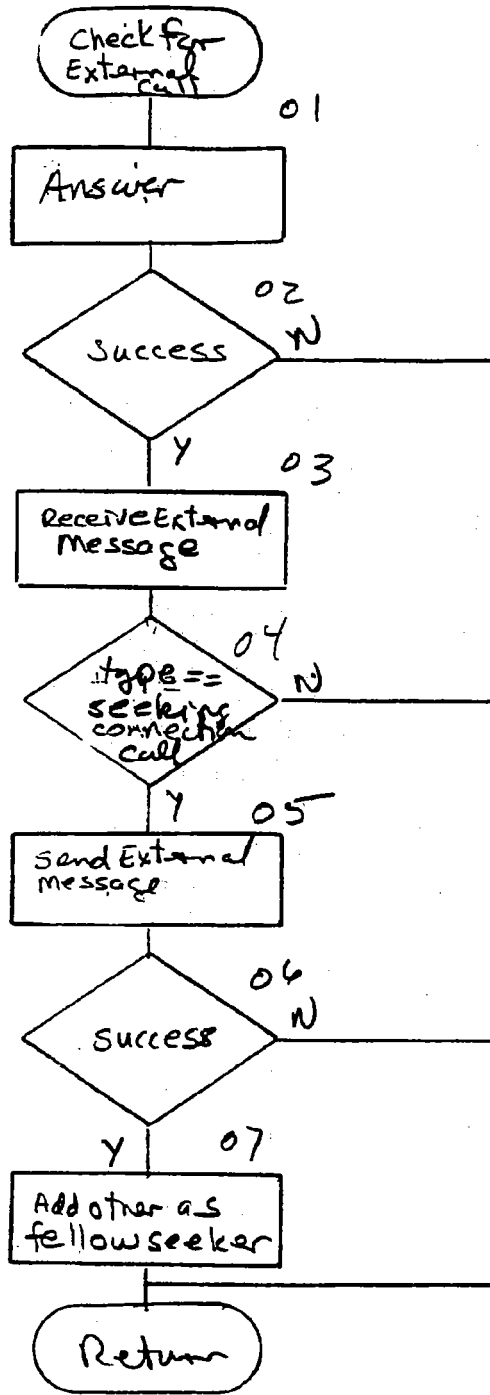 Check for
External
Call
01
Answer
02
Success
N
Y
03
Receive External
Message
04
type ==
seeking
connection
call
N
Y
05
Send External
message
06
success
N
Y
07
Add other as
fellow seeker
Return